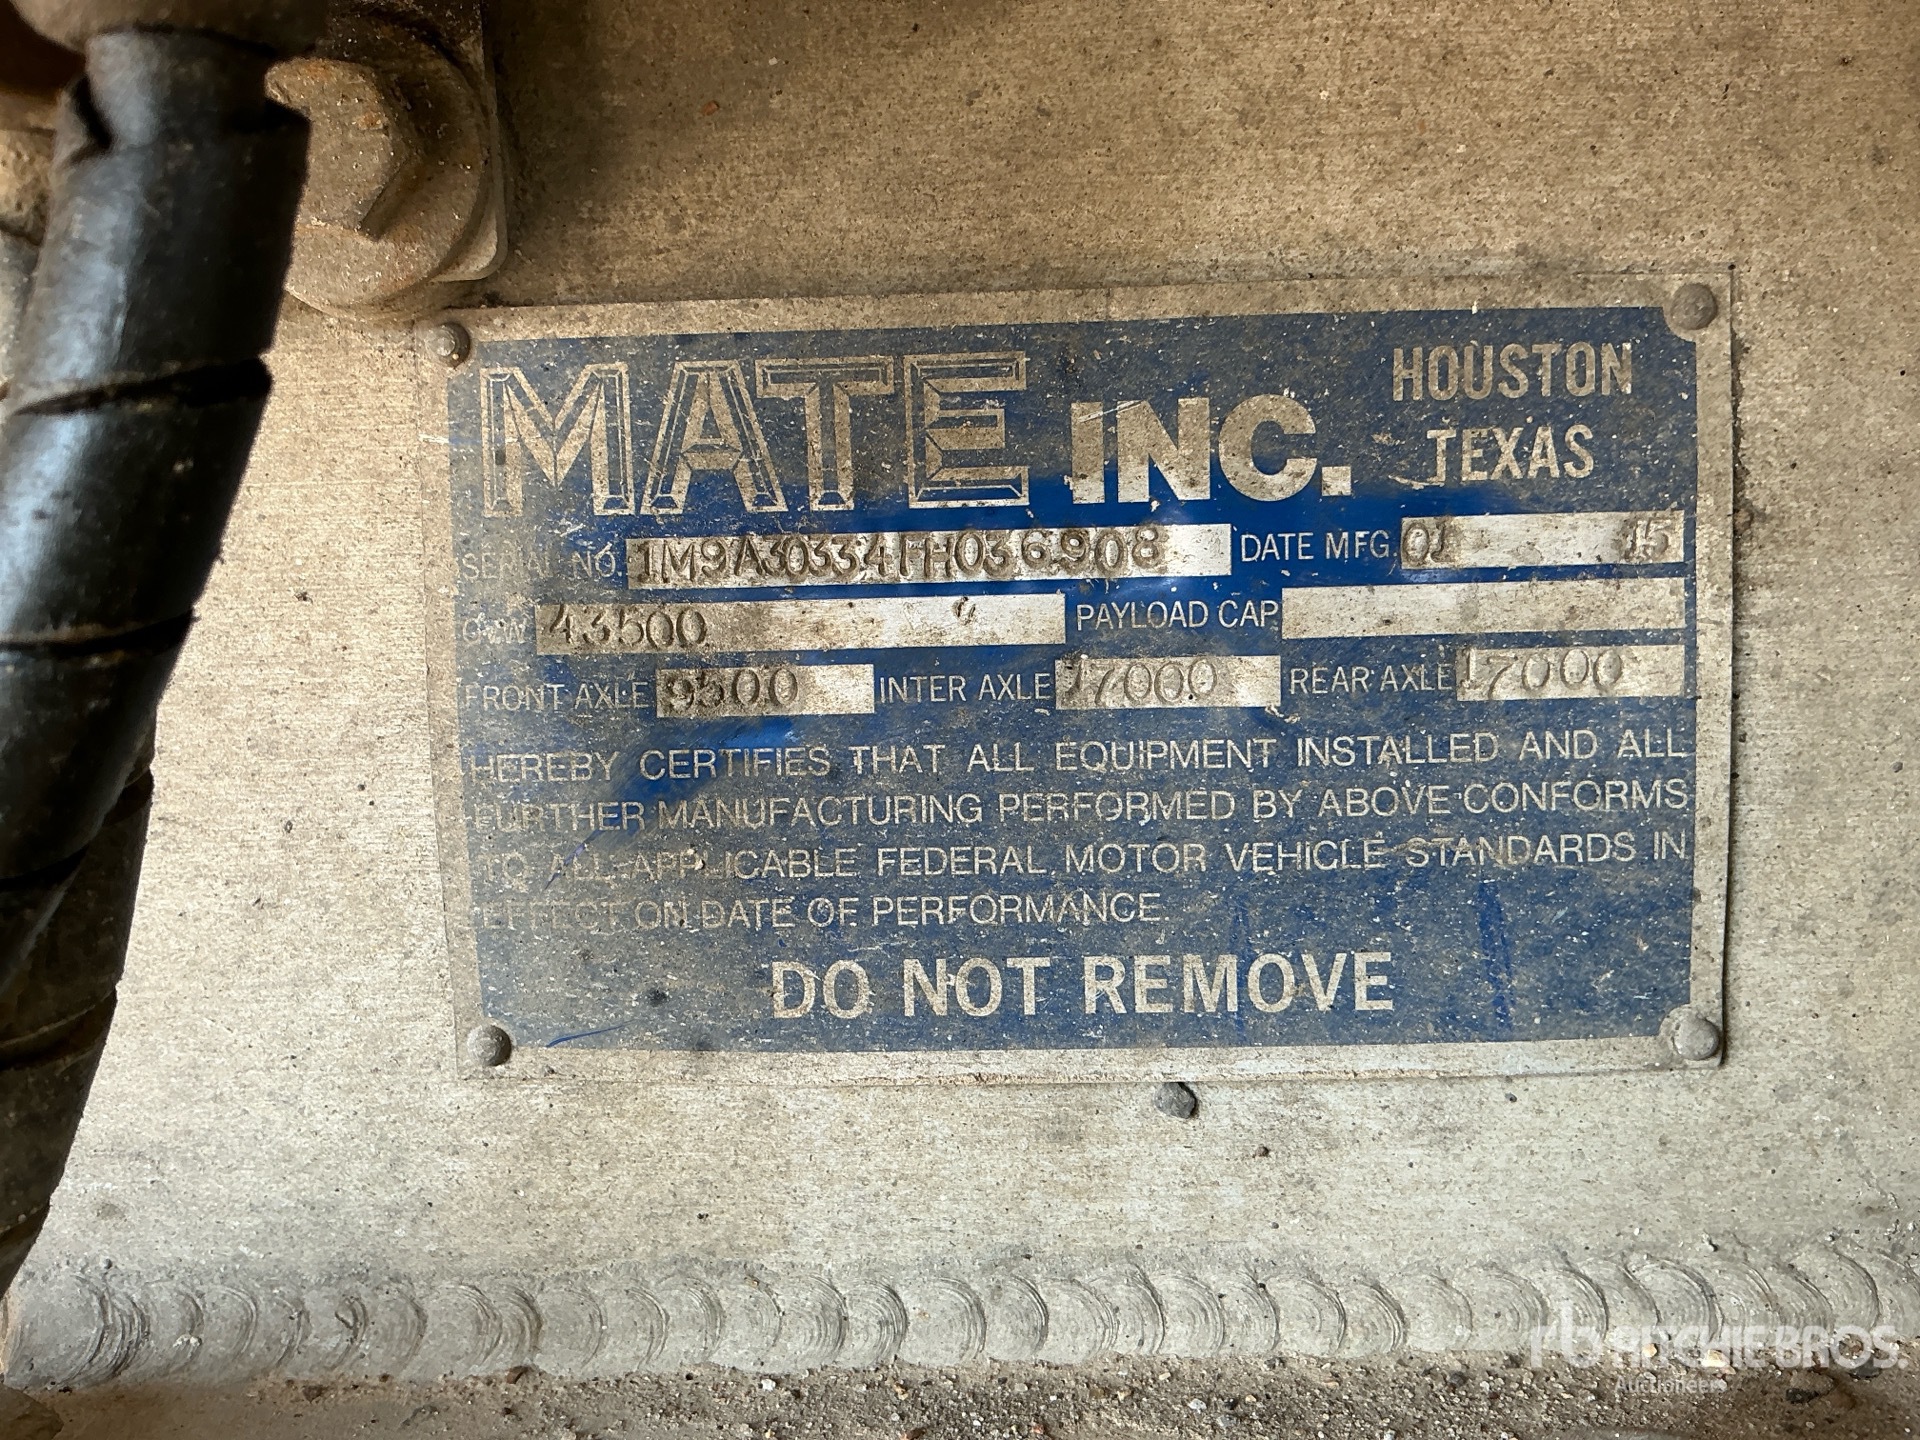 MATE INC. HOUSTON TEXAS
SERIAL NO. 1M9A30334FH036908 DATE MFG. 01 15
GVW 43500 PAYLOAD CAP
FRONT AXLE 9500 INTER AXLE 17000 REAR AXLE 17000
HEREBY CERTIFIES THAT ALL EQUIPMENT INSTALLED AND ALL
FURTHER MANUFACTURING PERFORMED BY ABOVE CONFORMS
TO ALL APPLICABLE FEDERAL MOTOR VEHICLE STANDARDS IN
EFFECT ON DATE OF PERFORMANCE.
DO NOT REMOVE
rb RITCHIE BROS.
Auctioneers